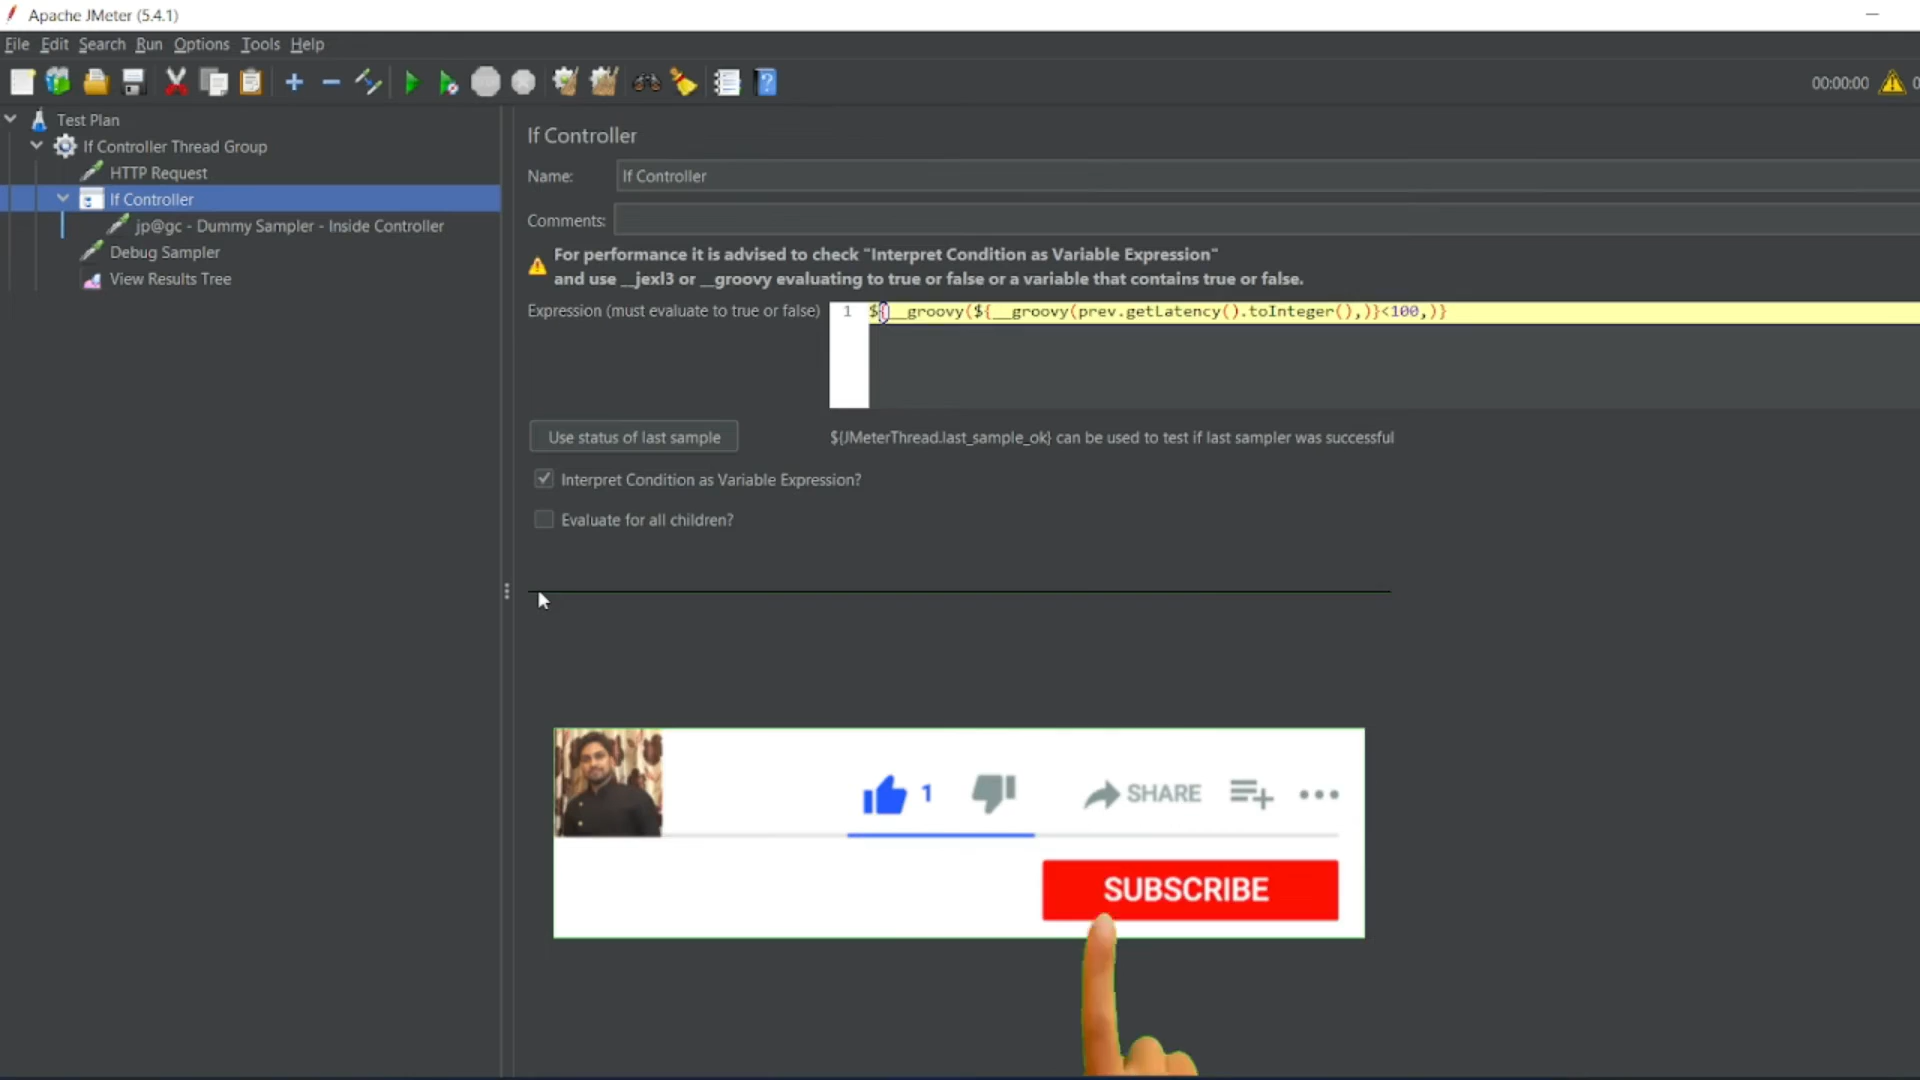 Apache JMeter (5.4.1)
File Edit Search Run Options Tools Help
00:00:00
Test Plan
If Controller Thread Group
HTTP Request
If Controller
jp@gc - Dummy Sampler - Inside Controller
Debug Sampler
View Results Tree
If Controller
Name: If Controller
Comments:
For performance it is advised to check "Interpret Condition as Variable Expression"
and use __jexl3 or __groovy evaluating to true or false or a variable that contains true or false.
Expression (must evaluate to true or false) 1 ${__groovy(${__groovy(prev.getLatency().toInteger(),)}<100,)}
Use status of last sample ${JMeterThread.last_sample_ok} can be used to test if last sampler was successful
Interpret Condition as Variable Expression?
Evaluate for all children?
1 SHARE
SUBSCRIBE